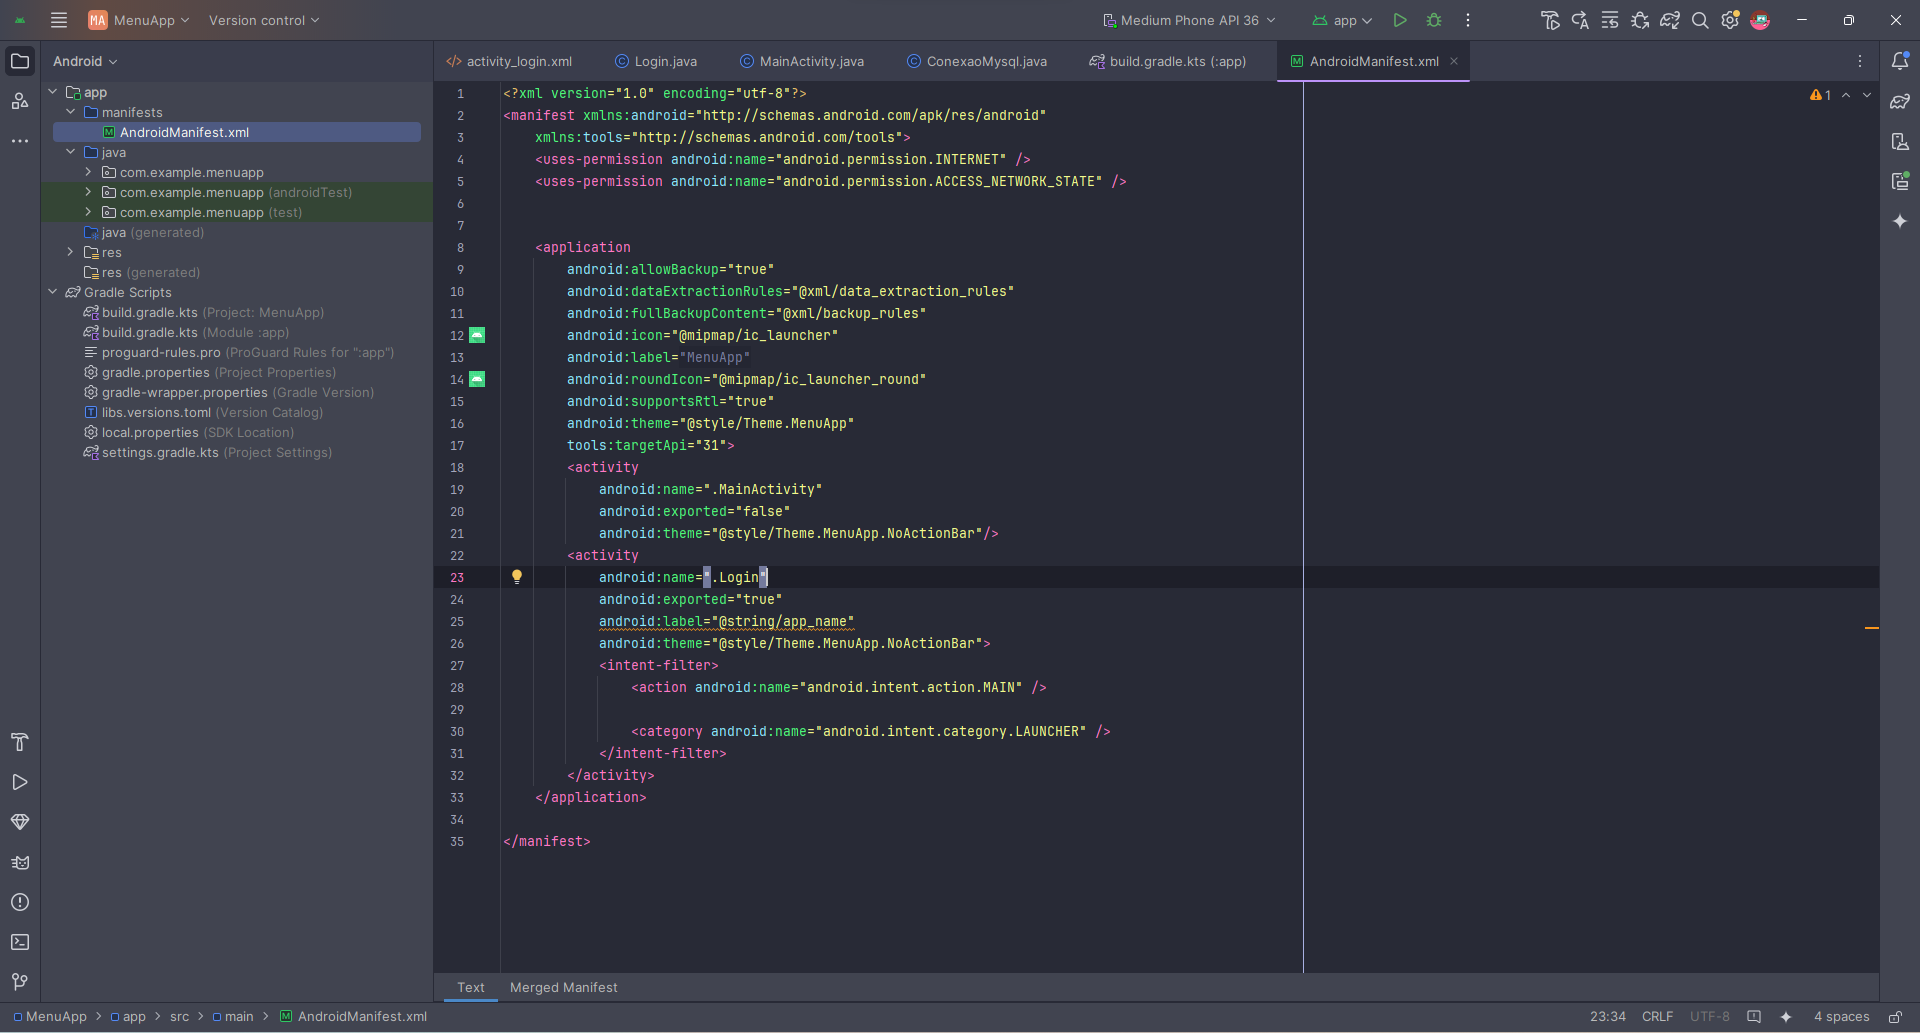 MA MenuApp Version control Medium Phone API 36 app
Android
activity_login.xml Login.java MainActivity.java ConexaoMysql.java build.gradle.kts (:app) AndroidManifest.xml
app
manifests
AndroidManifest.xml
java
com.example.menuapp
com.example.menuapp (androidTest)
com.example.menuapp (test)
java (generated)
res
res (generated)
Gradle Scripts
build.gradle.kts (Project: MenuApp)
build.gradle.kts (Module :app)
proguard-rules.pro (ProGuard Rules for ":app")
gradle.properties (Project Properties)
gradle-wrapper.properties (Gradle Version)
libs.versions.toml (Version Catalog)
local.properties (SDK Location)
settings.gradle.kts (Project Settings)
1 <?xml version="1.0" encoding="utf-8"?>
2 <manifest xmlns:android="http://schemas.android.com/apk/res/android"
3 xmlns:tools="http://schemas.android.com/tools">
4 <uses-permission android:name="android.permission.INTERNET" />
5 <uses-permission android:name="android.permission.ACCESS_NETWORK_STATE" />
6
7
8 <application
9 android:allowBackup="true"
10 android:dataExtractionRules="@xml/data_extraction_rules"
11 android:fullBackupContent="@xml/backup_rules"
12 android:icon="@mipmap/ic_launcher"
13 android:label="MenuApp"
14 android:roundIcon="@mipmap/ic_launcher_round"
15 android:supportsRtl="true"
16 android:theme="@style/Theme.MenuApp"
17 tools:targetApi="31">
18 <activity
19 android:name=".MainActivity"
20 android:exported="false"
21 android:theme="@style/Theme.MenuApp.NoActionBar"/>
22 <activity
23 android:name=".Login"
24 android:exported="true"
25 android:label="@string/app_name"
26 android:theme="@style/Theme.MenuApp.NoActionBar">
27 <intent-filter>
28 <action android:name="android.intent.action.MAIN" />
29
30 <category android:name="android.intent.category.LAUNCHER" />
31 </intent-filter>
32 </activity>
33 </application>
34
35 </manifest>
1
Text Merged Manifest
MenuApp > app > src > main > AndroidManifest.xml 23:34 CRLF UTF-8 4 spaces